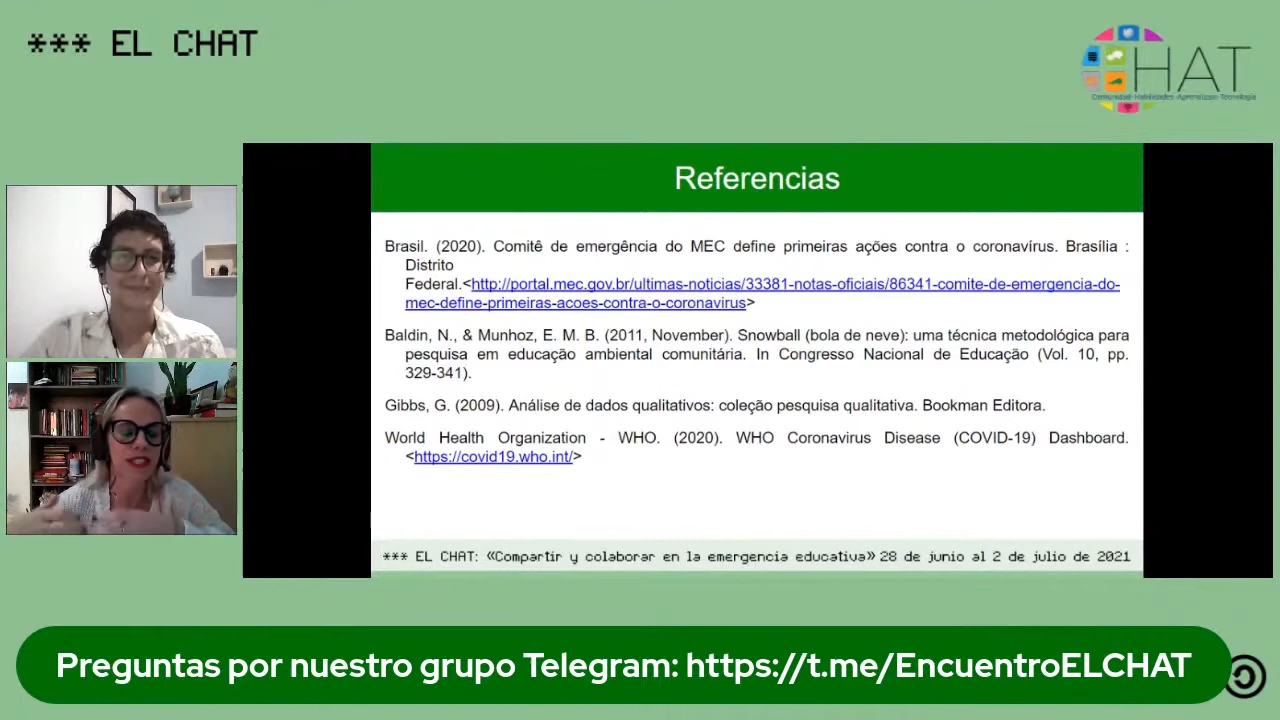 *** EL CHAT
HAT
Comunidad-Habilidades-Aprendizaje-Tecnología
Referencias
Brasil. (2020). Comitê de emergência do MEC define primeiras ações contra o coronavírus. Brasília :
Distrito
Federal.<http://portal.mec.gov.br/ultimas-noticias/33381-notas-oficiais/86341-comite-de-emergencia-do-
mec-define-primeiras-acoes-contra-o-coronavirus>
Baldin, N., & Munhoz, E. M. B. (2011, November). Snowball (bola de neve): uma técnica metodológica para
pesquisa em educação ambiental comunitária. In Congresso Nacional de Educação (Vol. 10, pp.
329-341).
Gibbs, G. (2009). Análise de dados qualitativos: coleção pesquisa qualitativa. Bookman Editora.
World Health Organization - WHO. (2020). WHO Coronavirus Disease (COVID-19) Dashboard.
<https://covid19.who.int/>
*** EL CHAT: «Compartir y colaborar en la emergencia educativa» 28 de junio al 2 de julio de 2021
Preguntas por nuestro grupo Telegram: https://t.me/EncuentroELCHAT